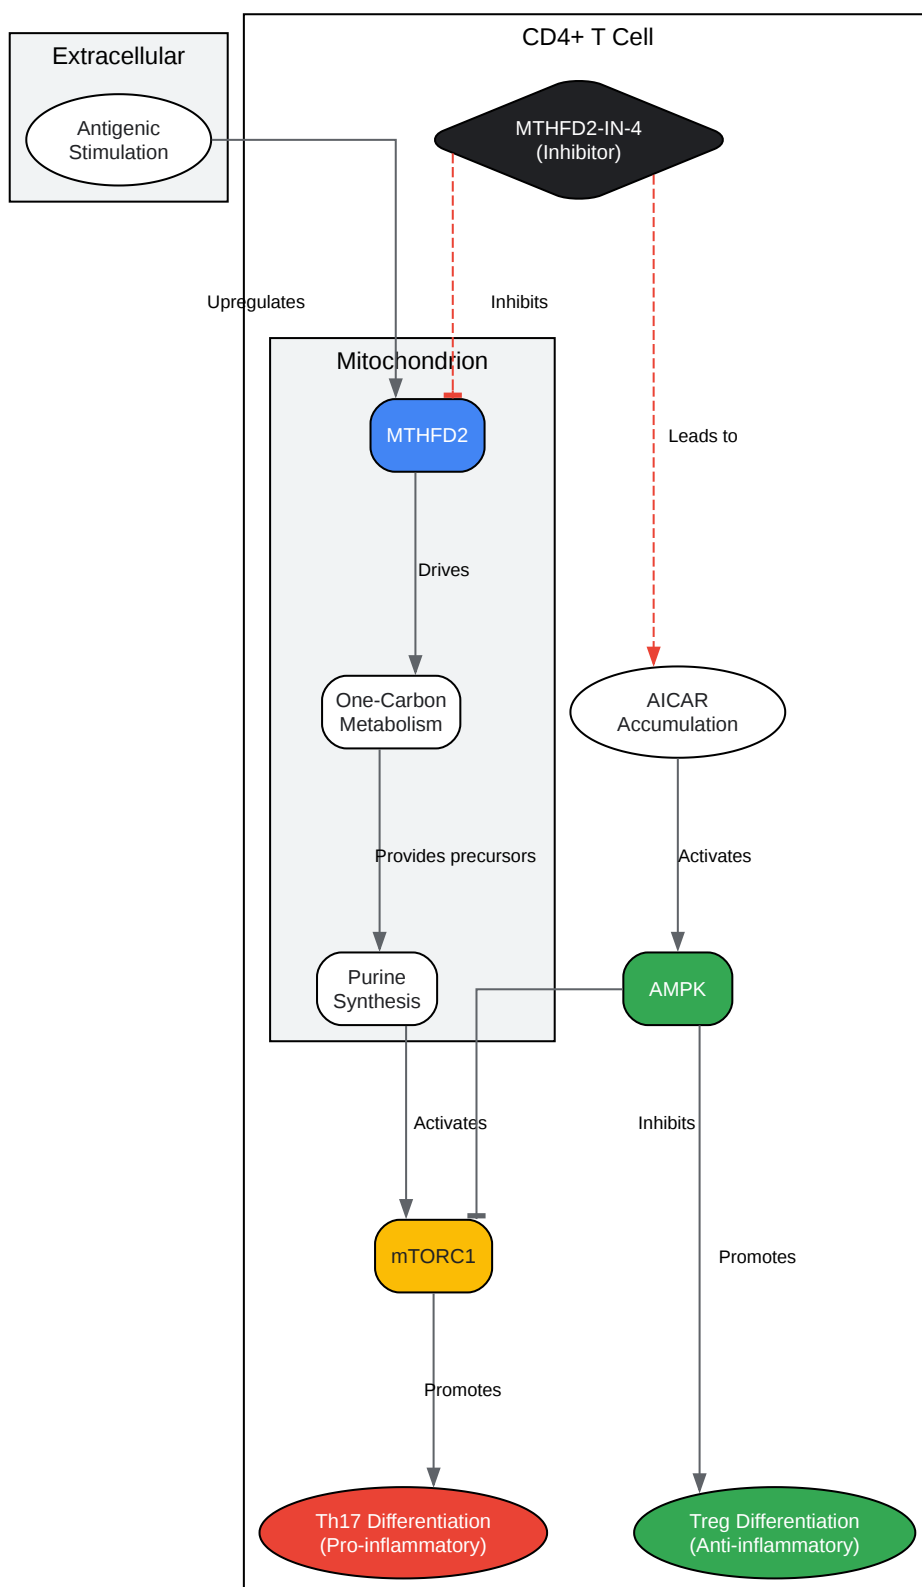 CD4+ T Cell
Extracellular
Antigenic
Stimulation
MTHFD2-IN-4
(Inhibitor)
Upregulates
Inhibits
Mitochondrion
MTHFD2
Leads to
Drives
One-Carbon
Metabolism
AICAR
Accumulation
Provides precursors
Activates
Purine
Synthesis
AMPK
Activates
Inhibits
mTORC1
Promotes
Promotes
Th17 Differentiation
(Pro-inflammatory)
Treg Differentiation
(Anti-inflammatory)